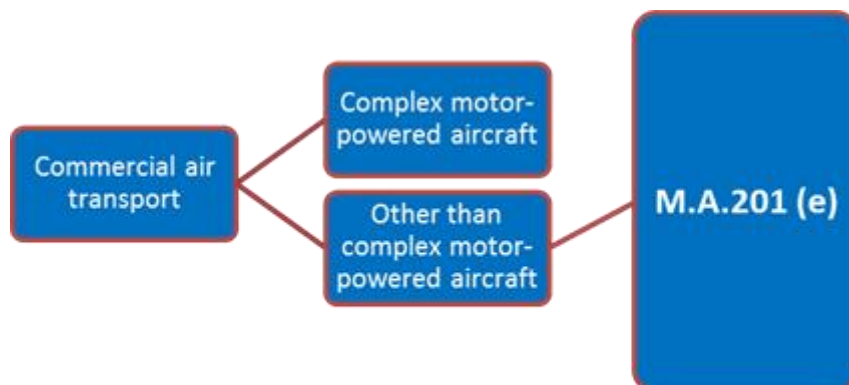 Commercial air
transport
Complex motor-
powered aircraft
Other than
complex motor-
powered aircraft
M.A.201 (e)